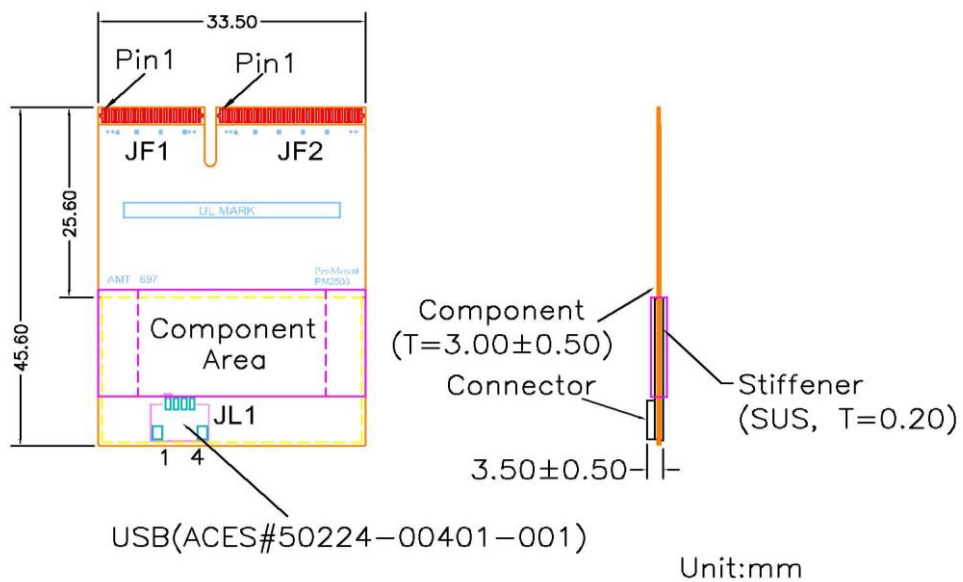 33.50
Pin1
Pin1
JF1
JF2
25.60
45.60
UL MARK
AMT 697
PenMount
PM2503
Component
Area
JL1
1 4
USB(ACES#50224-00401-001)
Component
(T=3.00±0.50)
Connector
Stiffener
(SUS, T=0.20)
3.50±0.50
Unit:mm